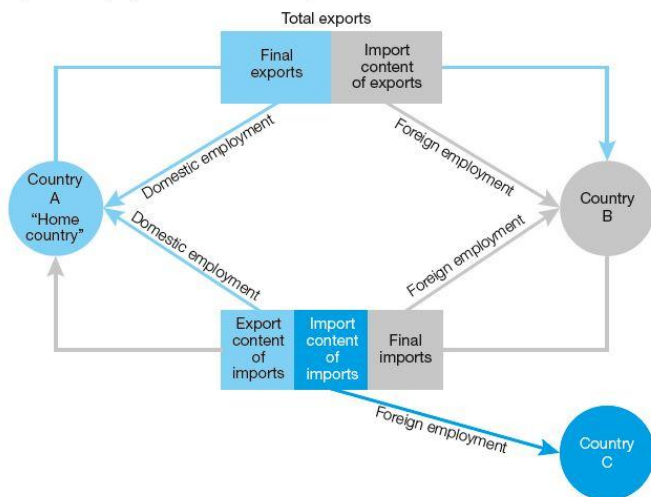 Total exports
Final
exports
Import
content
of exports
Domestic employment
Foreign employment
Country
A
“Home
country”
Country
B
Domestic employment
Foreign employment
Export
content
of
imports
Import
content
of
imports
Final
imports
Foreign employment
Country
C